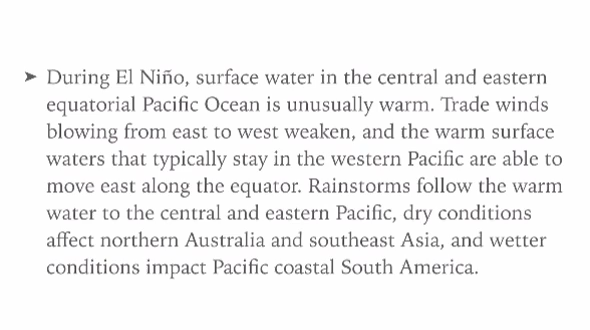 ➤ During El Niño, surface water in the central and eastern
equatorial Pacific Ocean is unusually warm. Trade winds
blowing from east to west weaken, and the warm surface
waters that typically stay in the western Pacific are able to
move east along the equator. Rainstorms follow the warm
water to the central and eastern Pacific, dry conditions
affect northern Australia and southeast Asia, and wetter
conditions impact Pacific coastal South America.